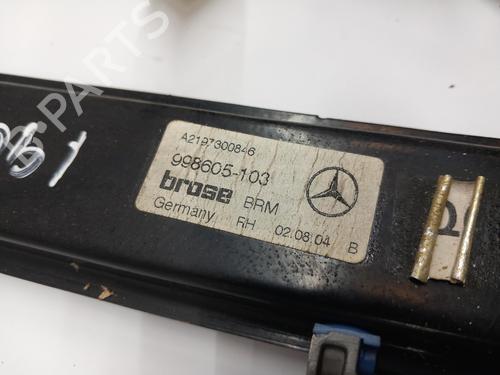 A2197300846
998605-103
brose BRM
Germany RH 02.08.04 B